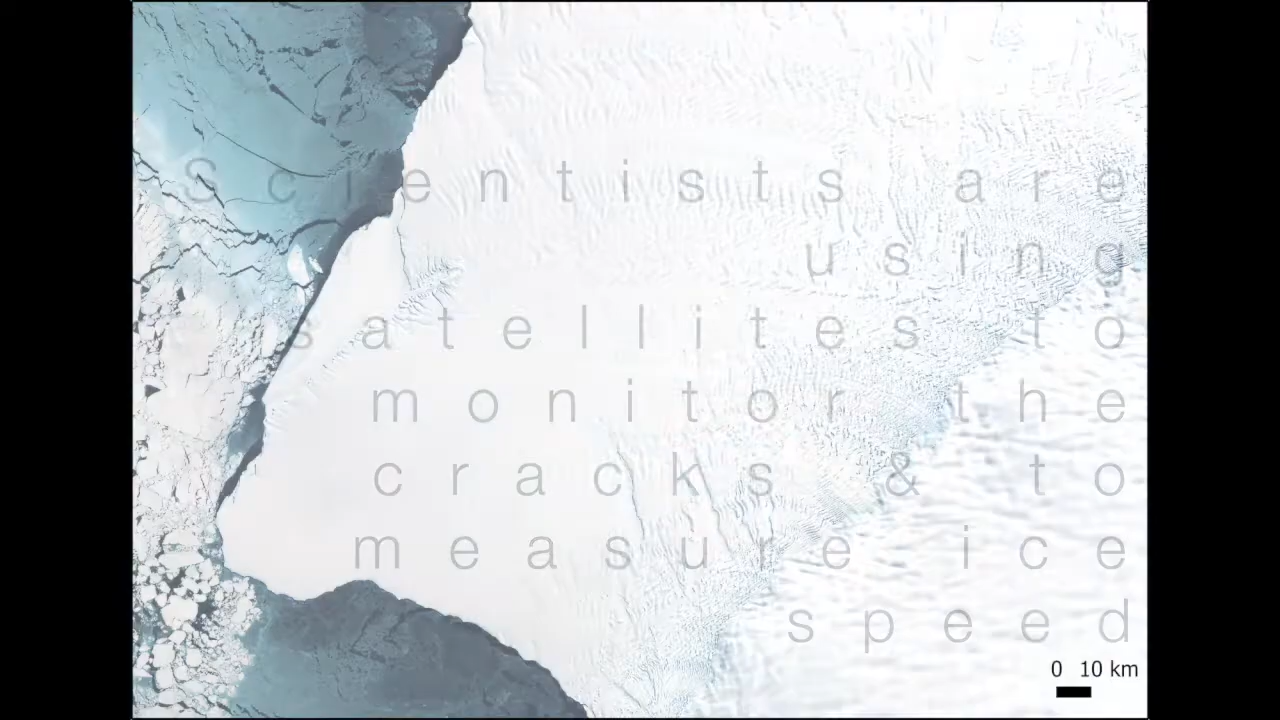 Scientists are
using
satellites to
monitor the
cracks & to
measure ice
speed
0 10 km